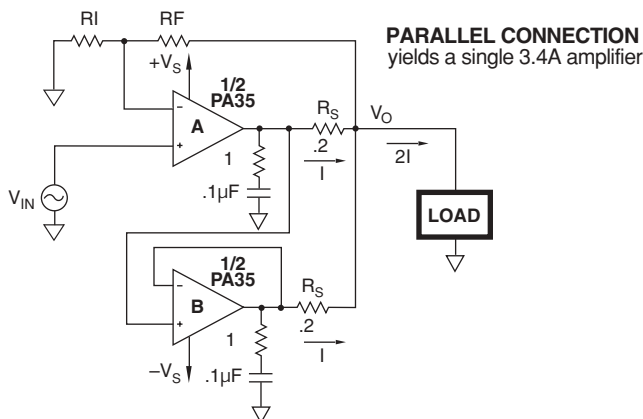 RI
RF
PARALLEL CONNECTION
yields a single 3.4A amplifier
+VS
1/2
PA35
–
A
+
RS
.2
I
VO
2I
1
.1µF
VIN
LOAD
1/2
PA35
–
B
+
RS
.2
I
1
.1µF
–VS